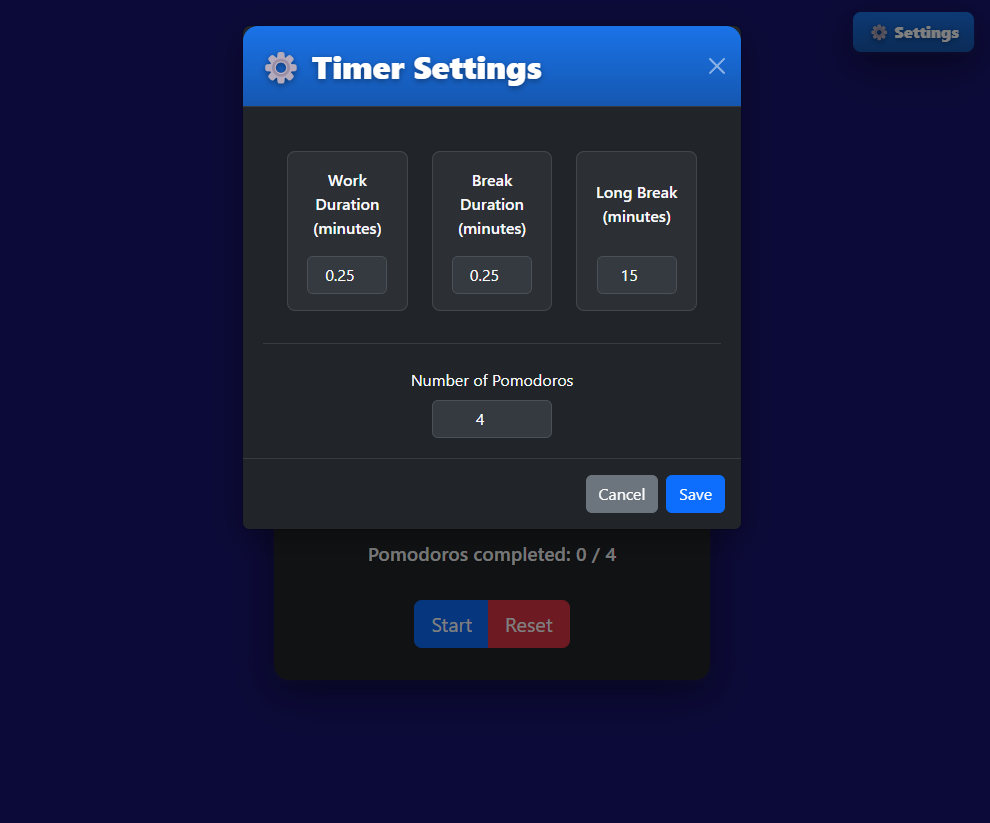 Settings
Timer Settings
Work
Duration
(minutes)
0.25
Break
Duration
(minutes)
0.25
Long Break
(minutes)
15
Number of Pomodoros
4
Cancel
Save
Pomodoros completed: 0 / 4
Start
Reset